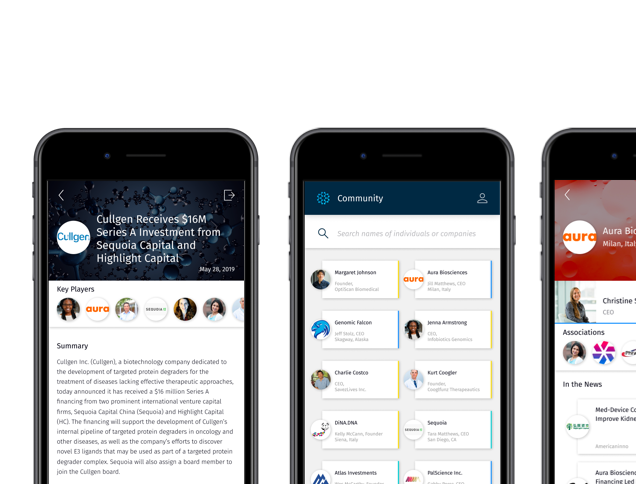 Cullgen Receives $16M
Series A Investment from
Sequoia Capital and
Highlight Capital
Cullgen
May 28, 2019
Key Players
aura
SEQUOIA
Summary
Cullgen Inc. (Cullgen), a biotechnology company dedicated to
the development of targeted protein degraders for the
treatment of diseases lacking effective therapeutic approaches,
today announced it has received a $16 million Series A
financing from two prominent international venture capital
firms, Sequoia Capital China (Sequoia) and Highlight Capital
(HC). The financing will support the development of Cullgen's
internal pipeline of targeted protein degraders in oncology and
other diseases, as well as the company's efforts to discover
novel E3 ligands that may be used as part of a targeted protein
degrader complex. Sequoia will also assign a board member to
join the Cullgen board.
Community
Search names of individuals or companies
Margaret Johnson
Founder,
OptiScan Biomedical
aura
Aura Biosciences
Jill Matthews, CEO
Milan, Italy
Genomic Falcon
Jeff Stotz, CEO
Skagway, Alaska
Jenna Armstrong
CEO,
Infobiotics Genomics
Charlie Costco
CEO,
SavesLives Inc.
Kurt Coogler
Founder,
Congfunz Therapeautics
DiNA.DNA
Kelly McCann, Founder
Siena, Italy
SEQUOIA
Sequoia
Tara Matthews, CEO
San Diego, CA
Atlas Investments
PalScience Inc.
aura
Aura Bio
Milan, Ital
Christine S
CEO
Associations
In the News
Med-Device Co
Improve Kidne
AmericanInno
Aura Bioscien
Financing Led